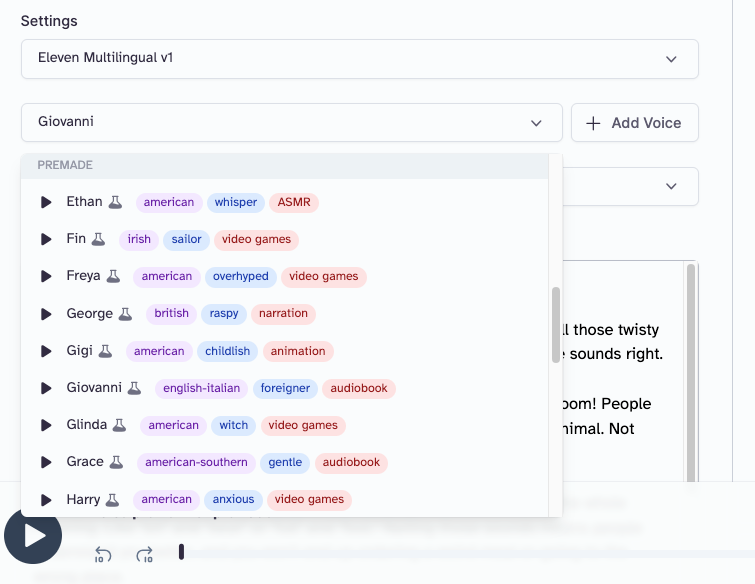 Settings
Eleven Multilingual v1
Giovanni
Add Voice
PREMADE
Ethan american whisper ASMR
Fin irish sailor video games
Freya american overhyped video games
George british raspy narration
ll those twisty
Gigi american childlish animation
sounds right.
Giovanni english-italian foreigner audiobook
oom! People
Glinda american witch video games
nimal. Not
Grace american-southern gentle audiobook
Harry american anxious video games